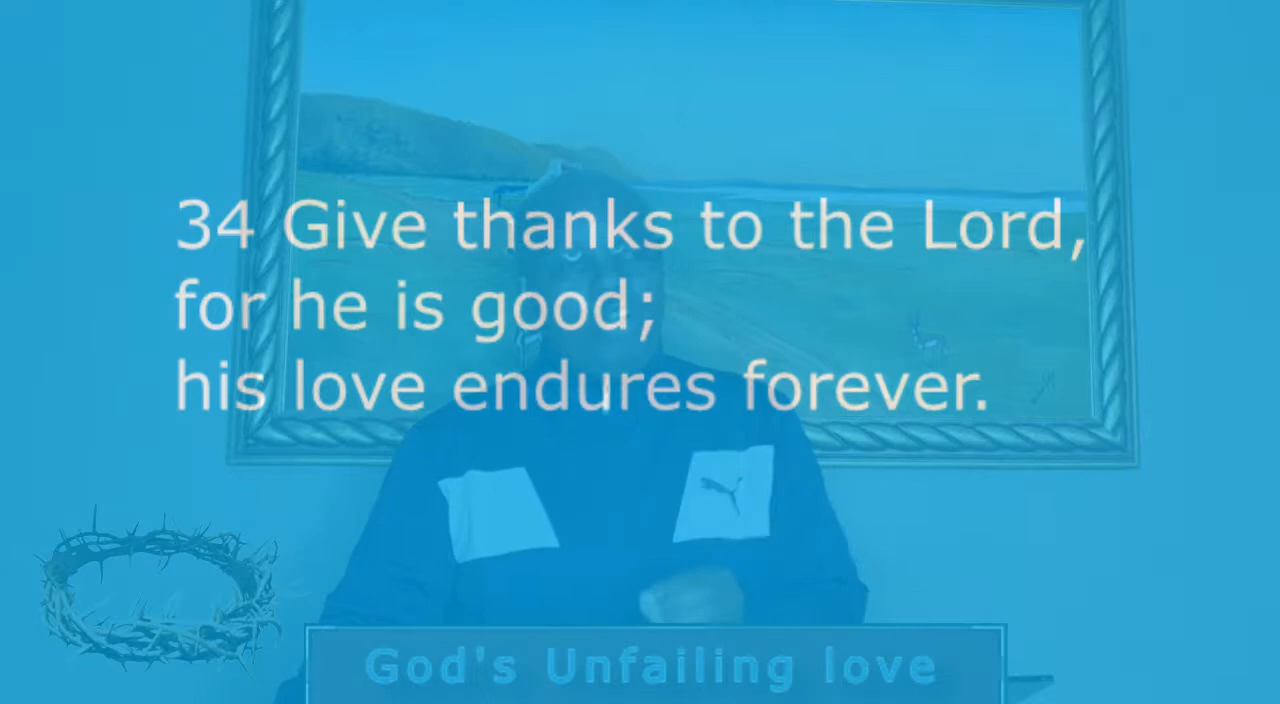 34 Give thanks to the Lord,
for he is good;
his love endures forever.
God's Unfailing love